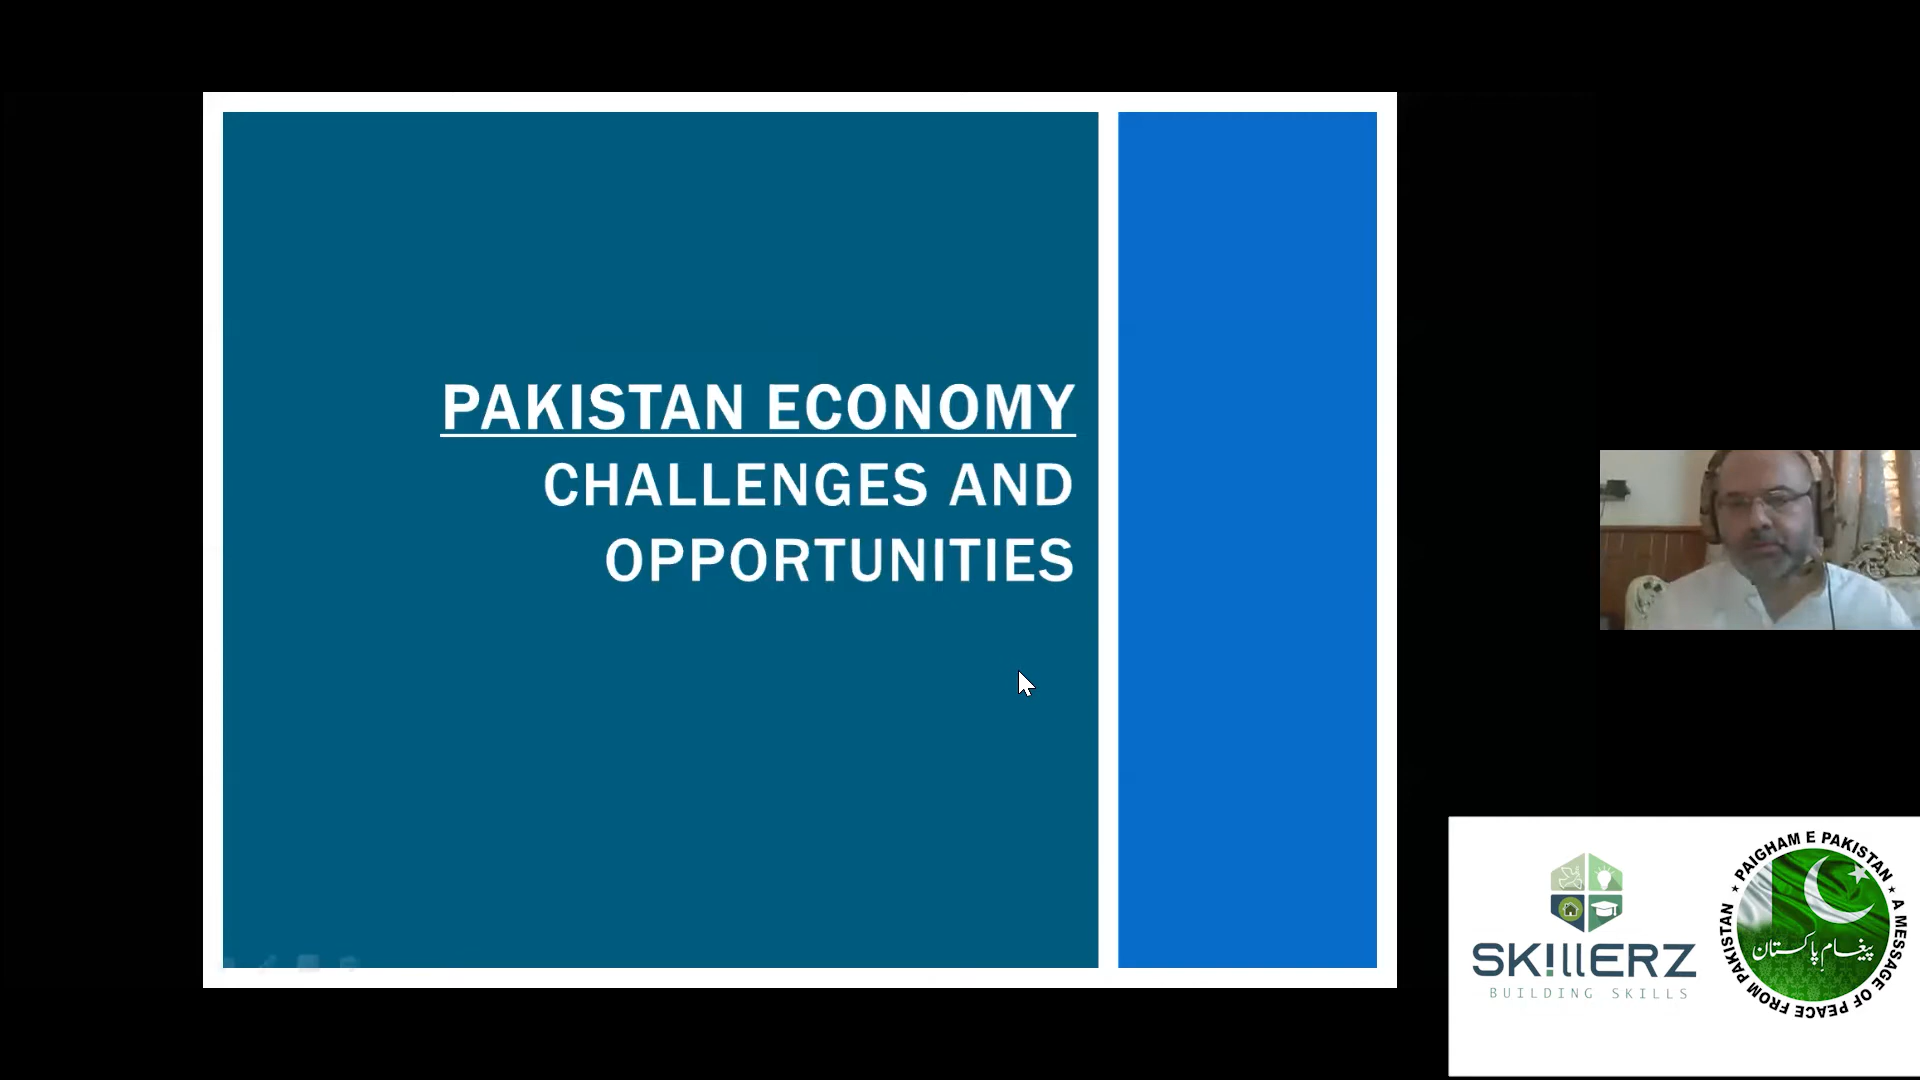 PAKISTAN ECONOMY
CHALLENGES AND
OPPORTUNITIES
SK!llERZ
BUILDING SKILLS
PAIGHAM E PAKISTAN
A MESSAGE OF PEACE FROM PAKISTAN
پیغامِ پاکستان